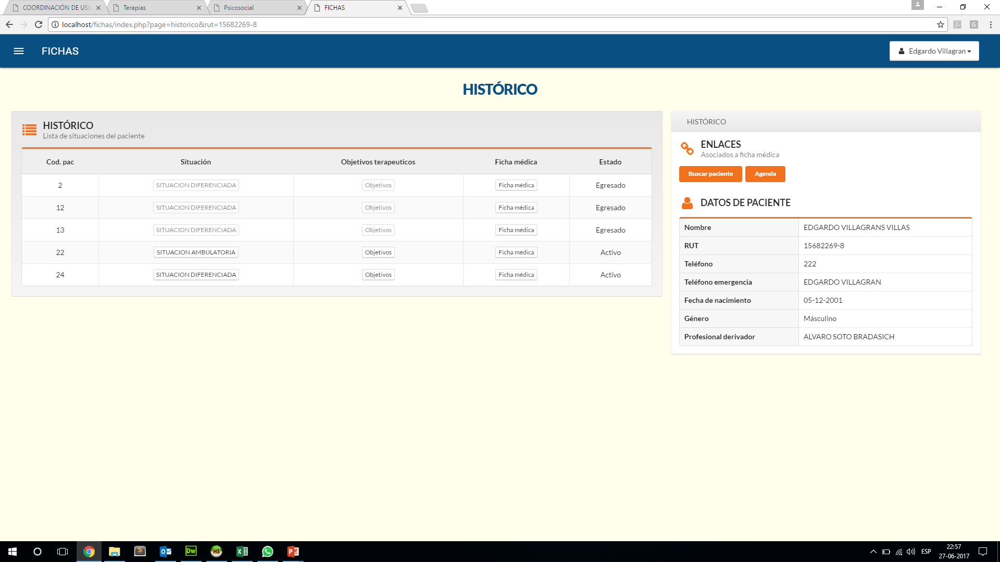 COORDINACIÓN DE USU
Terapias
Psicosocial
FICHAS
localhost/fichas/index.php?page=historico&rut=15682269-8
FICHAS
Edgardo Villagran
HISTÓRICO
HISTÓRICO
Lista de situaciones del paciente
Cod. pac Situación Objetivos terapeuticos Ficha médica Estado
2 SITUACION DIFERENCIADA Objetivos Ficha médica Egresado
12 SITUACION DIFERENCIADA Objetivos Ficha médica Egresado
13 SITUACION DIFERENCIADA Objetivos Ficha médica Egresado
22 SITUACION AMBULATORIA Objetivos Ficha médica Activo
24 SITUACION DIFERENCIADA Objetivos Ficha médica Activo
HISTÓRICO
ENLACES
Asociados a ficha médica
Buscar paciente Agenda
DATOS DE PACIENTE
Nombre EDGARDO VILLAGRANS VILLAS
RUT 15682269-8
Teléfono 222
Teléfono emergencia EDGARDO VILLAGRAN
Fecha de nacimiento 05-12-2001
Género Másculino
Profesional derivador ALVARO SOTO BRADASICH
S
Dw
HS
ESP
22:57
27-06-2017